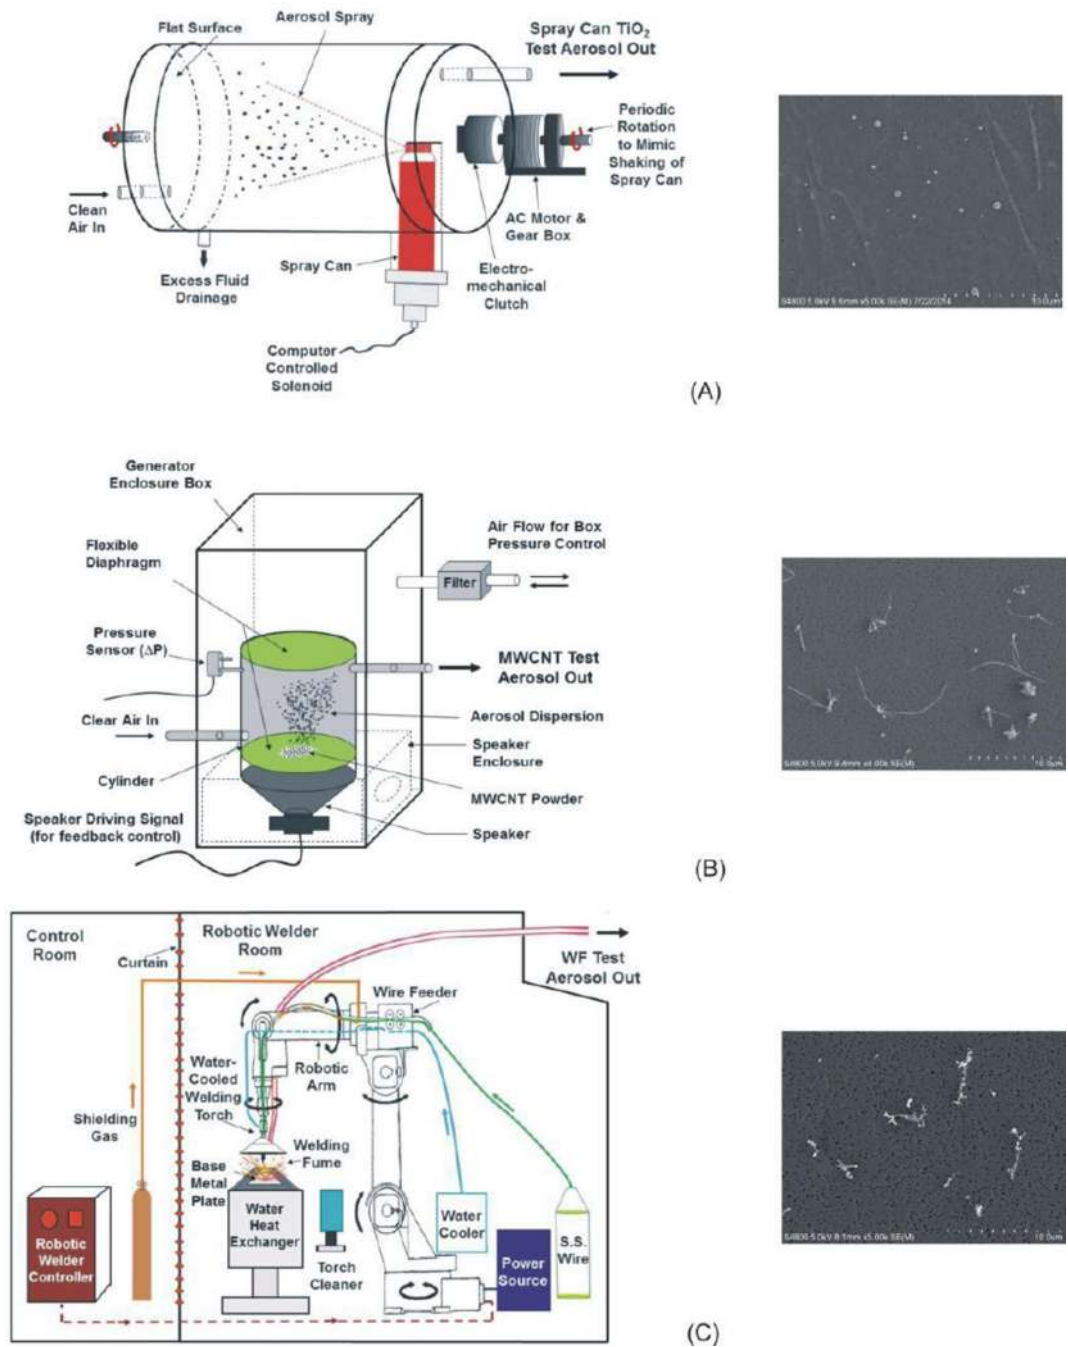 Flat Surface
Aerosol Spray
Spray Can TiO₂
Test Aerosol Out
Periodic
Rotation
to Mimic
Shaking of
Spray Can
Clean
Air In
AC Motor &
Gear Box
Spray Can
Excess Fluid
Drainage
Electro-
mechanical
Clutch
Computer
Controlled
Solenoid
(A)
Generator
Enclosure Box
Air Flow for Box
Pressure Control
Flexible
Diaphragm
Filter
Pressure
Sensor (ΔP)
MWCNT Test
Aerosol Out
Clear Air In
Aerosol Dispersion
Speaker
Enclosure
Cylinder
MWCNT Powder
Speaker Driving Signal
(for feedback control)
Speaker
(B)
Control
Room
Robotic Welder
Room
Curtain
WF Test
Aerosol Out
Wire Feeder
Water-
Cooled
Welding
Torch
Robotic
Arm
Shielding
Gas
Welding
Fume
Base
Metal
Plate
Water
Heat
Exchanger
Water
Cooler
S.S.
Wire
Robotic
Welder
Controller
Torch
Cleaner
Power
Source
(C)